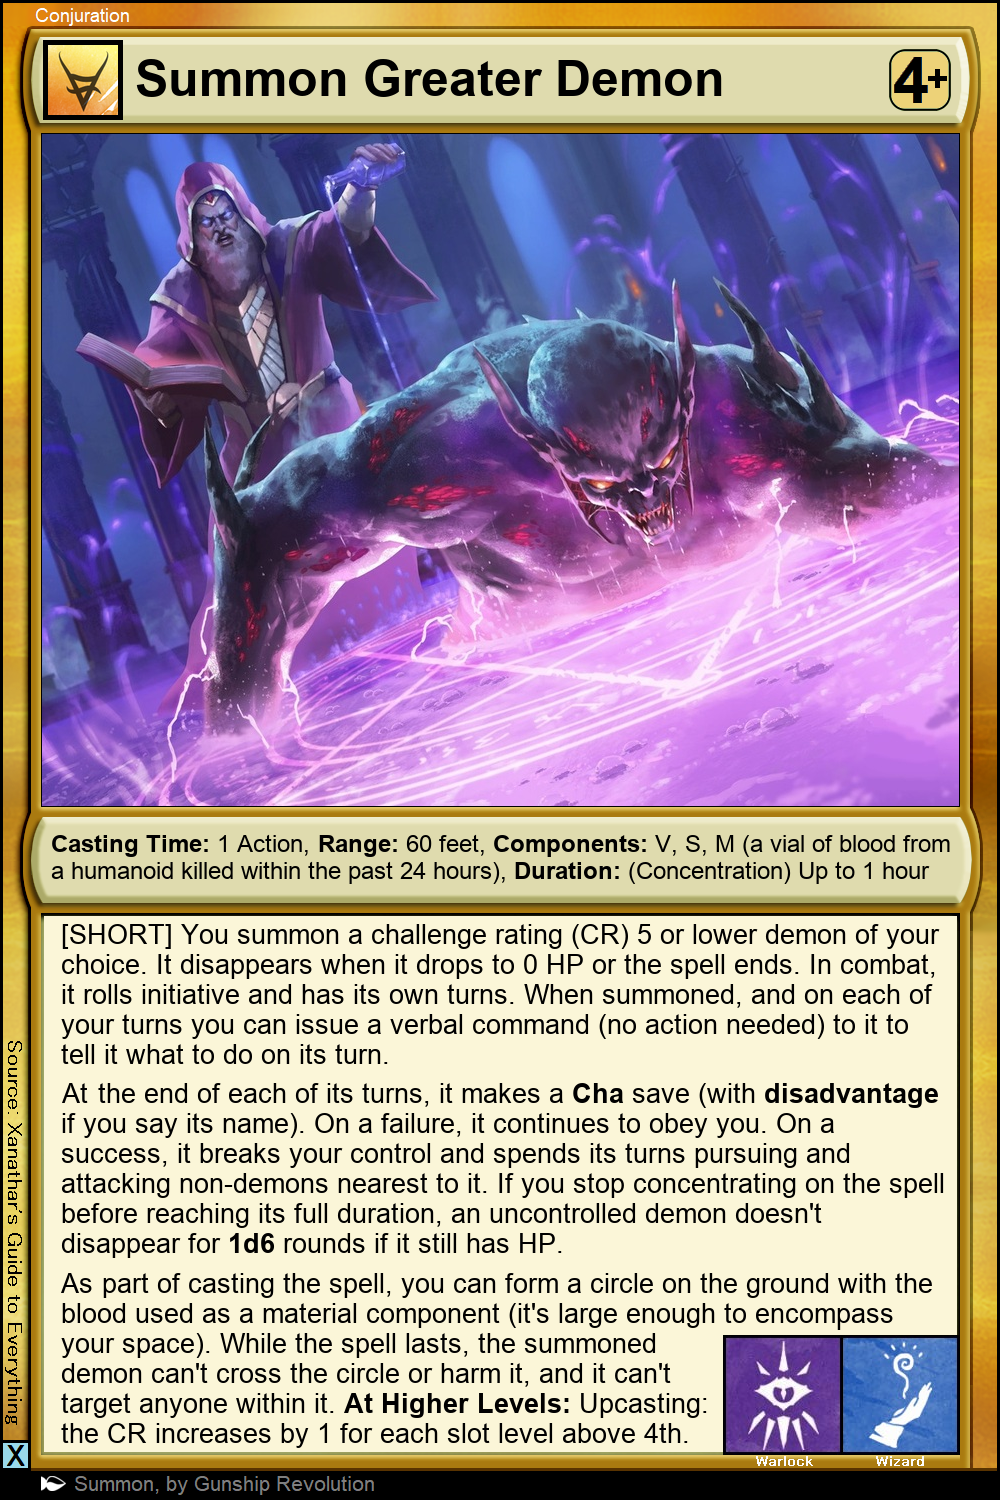 Conjuration
Summon Greater Demon
4+
Casting Time: 1 Action, Range: 60 feet, Components: V, S, M (a vial of blood from
a humanoid killed within the past 24 hours), Duration: (Concentration) Up to 1 hour
[SHORT] You summon a challenge rating (CR) 5 or lower demon of your
choice. It disappears when it drops to 0 HP or the spell ends. In combat,
it rolls initiative and has its own turns. When summoned, and on each of
your turns you can issue a verbal command (no action needed) to it to
tell it what to do on its turn.
At the end of each of its turns, it makes a Cha save (with disadvantage
if you say its name). On a failure, it continues to obey you. On a
success, it breaks your control and spends its turns pursuing and
attacking non-demons nearest to it. If you stop concentrating on the spell
before reaching its full duration, an uncontrolled demon doesn't
disappear for 1d6 rounds if it still has HP.
As part of casting the spell, you can form a circle on the ground with the
blood used as a material component (it's large enough to encompass
your space). While the spell lasts, the summoned
demon can't cross the circle or harm it, and it can't
target anyone within it. At Higher Levels: Upcasting:
the CR increases by 1 for each slot level above 4th.
Warlock
Wizard
Source: Xanathar's Guide to Everything
X
Summon, by Gunship Revolution